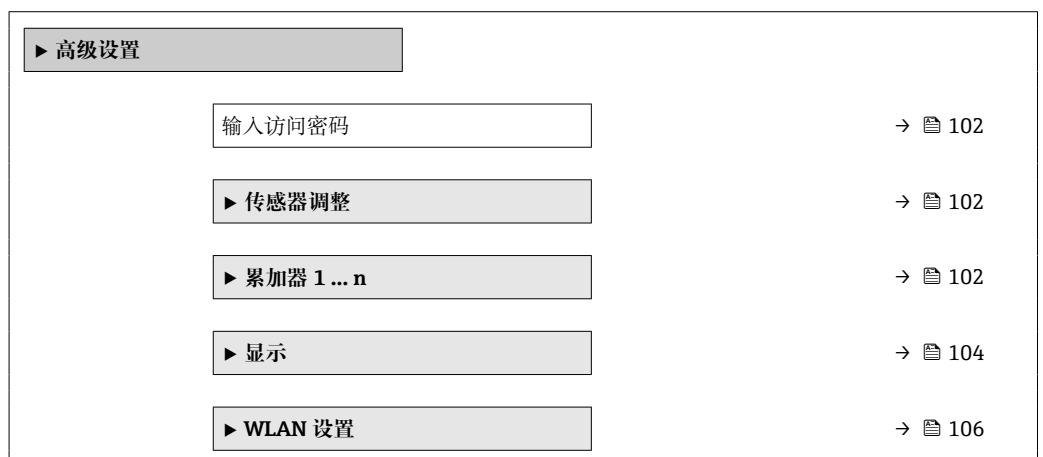 ▶ 高级设置
输入访问密码 → 🖹 102
▶ 传感器调整 → 🖹 102
▶ 累加器 1 … n → 🖹 102
▶ 显示 → 🖹 104
▶ WLAN 设置 → 🖹 106